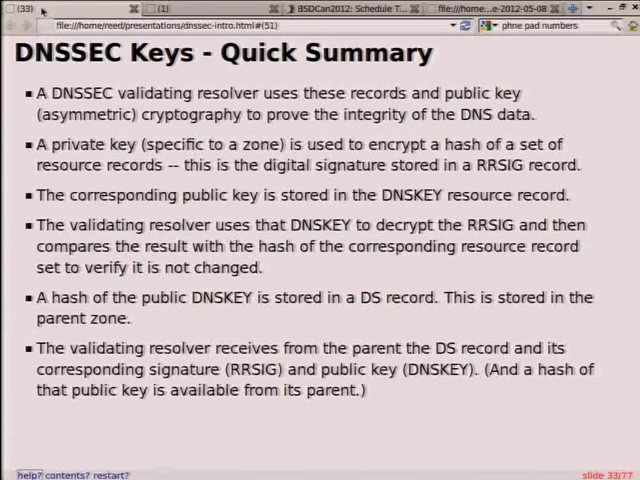 (33)
(1)
BSDCan2012: Schedule T...
file:///home...e-2012-05-08
file:///home/reed/presentations/dnssec-intro.html#(51)
phne pad numbers
DNSSEC Keys - Quick Summary
A DNSSEC validating resolver uses these records and public key
(asymmetric) cryptography to prove the integrity of the DNS data.
A private key (specific to a zone) is used to encrypt a hash of a set of
resource records -- this is the digital signature stored in a RRSIG record.
The corresponding public key is stored in the DNSKEY resource record.
The validating resolver uses that DNSKEY to decrypt the RRSIG and then
compares the result with the hash of the corresponding resource record
set to verify it is not changed.
A hash of the public DNSKEY is stored in a DS record. This is stored in the
parent zone.
The validating resolver receives from the parent the DS record and its
corresponding signature (RRSIG) and public key (DNSKEY). (And a hash of
that public key is available from its parent.)
help? contents? restart?
slide 33/77